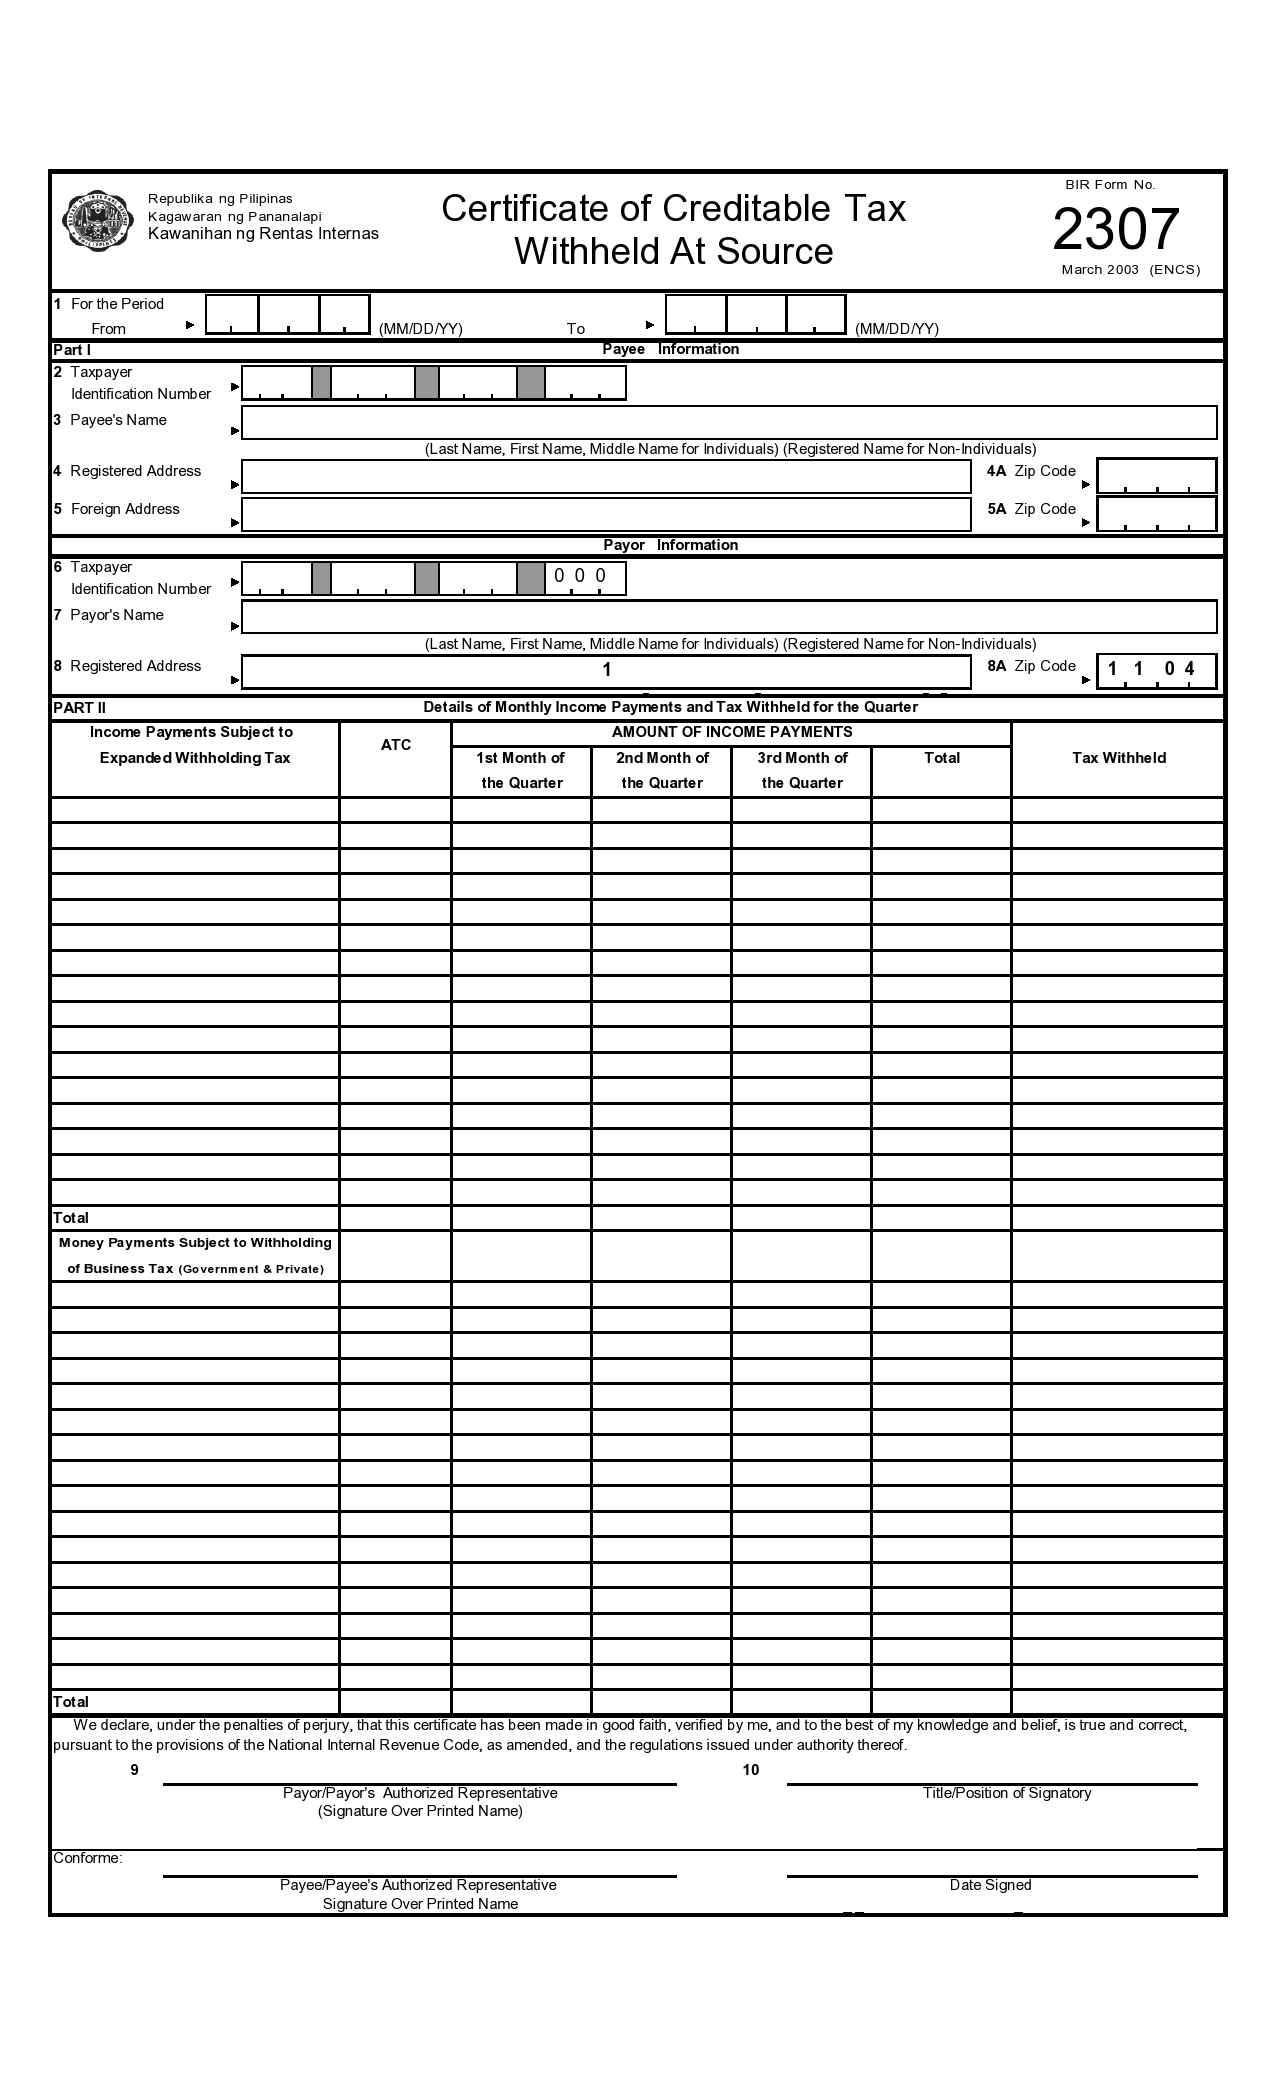 Republika ng Pilipinas
Kagawaran ng Pananalapi
Kawanihan ng Rentas Internas
Certificate of Creditable Tax
Withheld At Source
BIR Form No.
2307
March 2003 (ENCS)
1 For the Period
From (MM/DD/YY) To (MM/DD/YY)
Part I Payee Information
2 Taxpayer
Identification Number
3 Payee's Name
(Last Name, First Name, Middle Name for Individuals) (Registered Name for Non-Individuals)
4 Registered Address 4A Zip Code
5 Foreign Address 5A Zip Code
Payor Information
6 Taxpayer
Identification Number 0 0 0
7 Payor's Name
(Last Name, First Name, Middle Name for Individuals) (Registered Name for Non-Individuals)
8 Registered Address 1 8A Zip Code 1 1 0 4
PART II Details of Monthly Income Payments and Tax Withheld for the Quarter
Income Payments Subject to
Expanded Withholding Tax
ATC
AMOUNT OF INCOME PAYMENTS
1st Month of
the Quarter
2nd Month of
the Quarter
3rd Month of
the Quarter
Total
Tax Withheld
Total
Money Payments Subject to Withholding
of Business Tax (Government & Private)
Total
We declare, under the penalties of perjury, that this certificate has been made in good faith, verified by me, and to the best of my knowledge and belief, is true and correct,
pursuant to the provisions of the National Internal Revenue Code, as amended, and the regulations issued under authority thereof.
9 10
Payor/Payor's Authorized Representative Title/Position of Signatory
(Signature Over Printed Name)
Conforme:
Payee/Payee's Authorized Representative Date Signed
Signature Over Printed Name